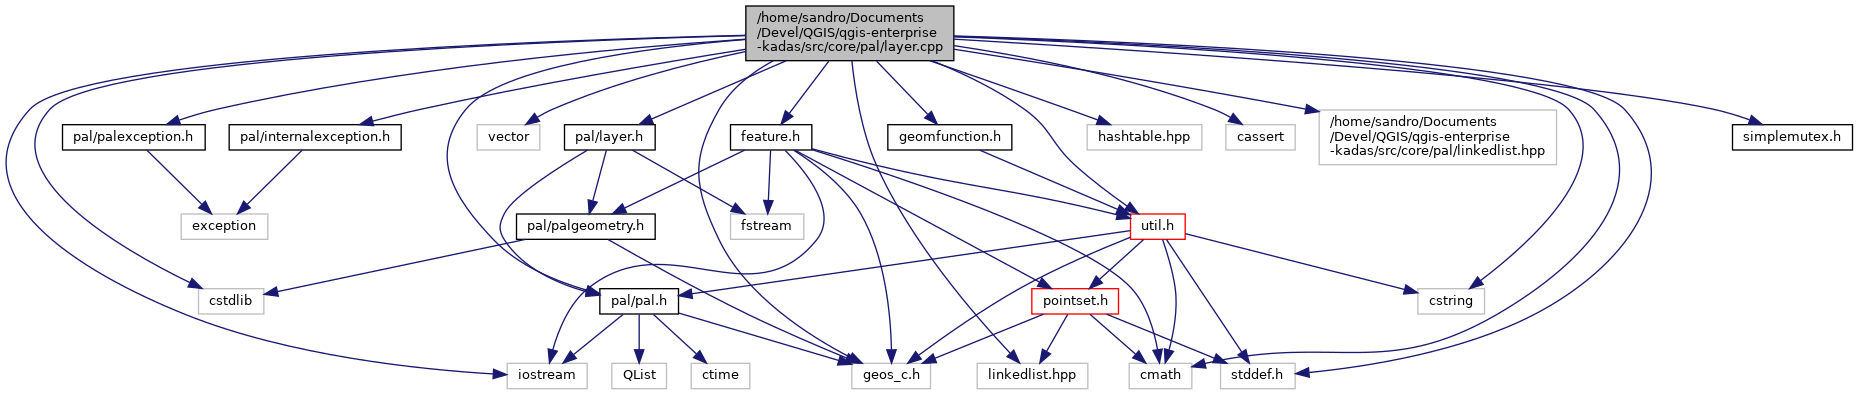 /home/sandro/Documents
/Devel/QGIS/qgis-enterprise
-kadas/src/core/pal/layer.cpp
pal/palexception.h
pal/internalexception.h
vector
pal/layer.h
feature.h
geomfunction.h
hashtable.hpp
cassert
/home/sandro/Documents
/Devel/QGIS/qgis-enterprise
-kadas/src/core/pal/linkedlist.hpp
simplemutex.h
exception
pal/palgeometry.h
fstream
util.h
cstdlib
pal/pal.h
pointset.h
cstring
iostream
QList
ctime
geos_c.h
linkedlist.hpp
cmath
stddef.h